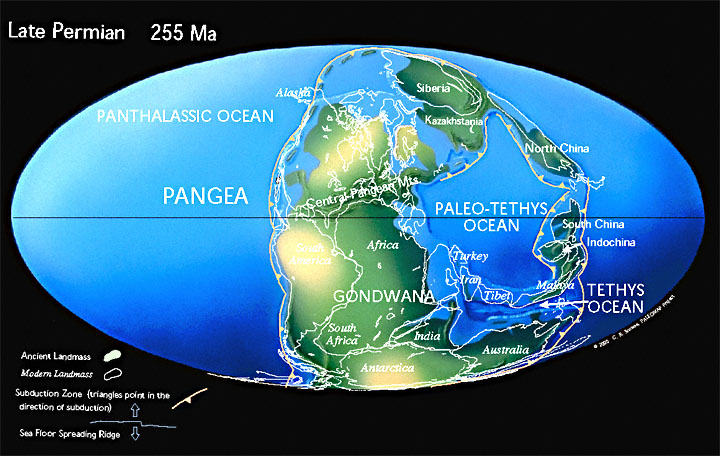 Late Permian 255 Ma
Alaska
Siberia
PANTHALASSIC OCEAN
Kazakhstania
North China
Central Pangean Mts.
PANGEA
PALEO-TETHYS
OCEAN
South China
Indochina
South
America
Africa
Turkey
Iran
Tibet
Malaya
TETHYS
OCEAN
GONDWANA
South
Africa
India
Australia
Antarctica
© 2000 C. R. Scotese PALEOMAP Project
Ancient Landmass
Modern Landmass
Subduction Zone (triangles point in the
direction of subduction)
Sea Floor Spreading Ridge